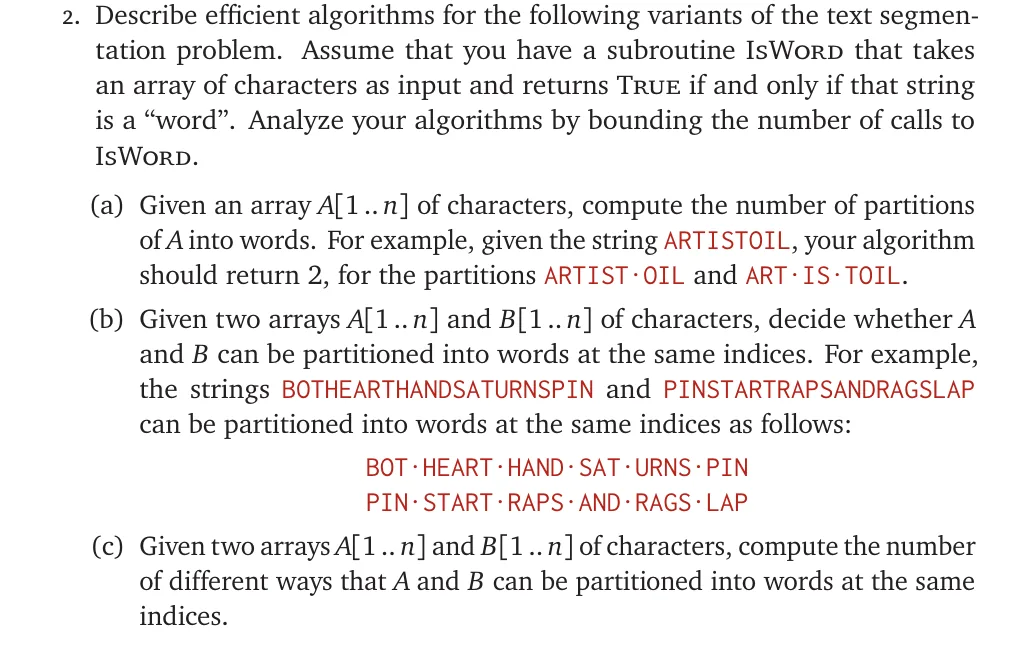 2. Describe efficient algorithms for the following variants of the text segmen-
tation problem. Assume that you have a subroutine IsWord that takes
an array of characters as input and returns True if and only if that string
is a “word”. Analyze your algorithms by bounding the number of calls to
IsWord.
(a) Given an array A[1..n] of characters, compute the number of partitions
of A into words. For example, given the string ARTISTOIL, your algorithm
should return 2, for the partitions ARTIST·OIL and ART·IS·TOIL.
(b) Given two arrays A[1..n] and B[1..n] of characters, decide whether A
and B can be partitioned into words at the same indices. For example,
the strings BOTHEARTHANDSATURNSPIN and PINSTARTRAPSANDRAGSLAP
can be partitioned into words at the same indices as follows:
BOT·HEART·HAND·SAT·URNS·PIN
PIN·START·RAPS·AND·RAGS·LAP
(c) Given two arrays A[1..n] and B[1..n] of characters, compute the number
of different ways that A and B can be partitioned into words at the same
indices.